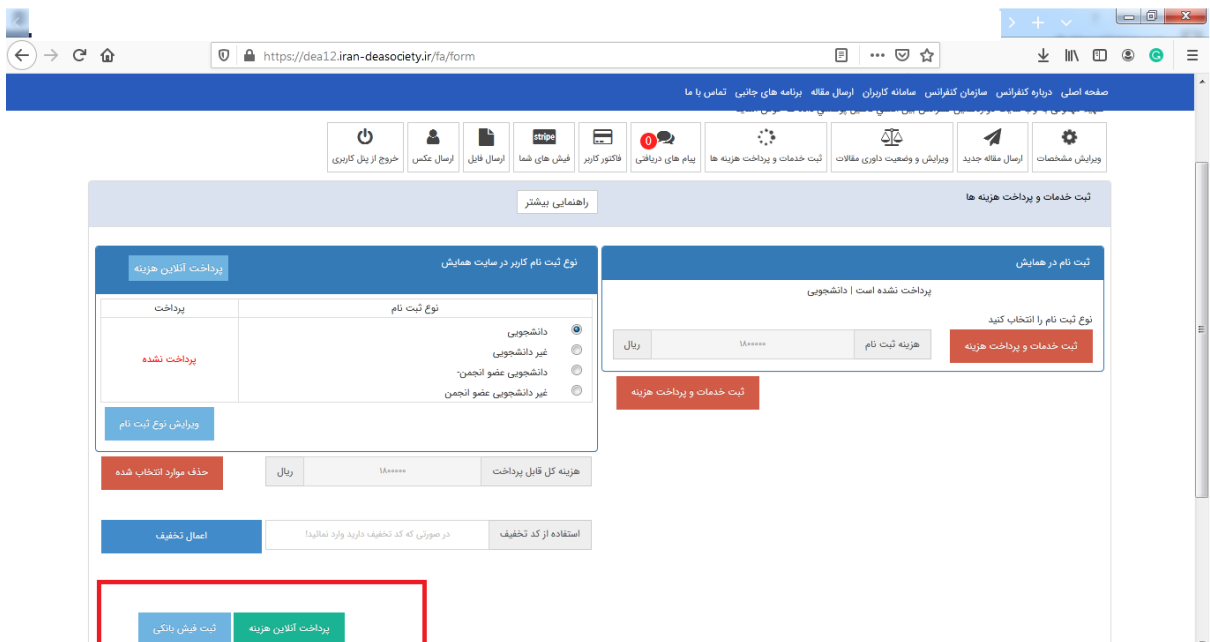 https://dea12.iran-deasociety.ir/fa/form
صفحه اصلی درباره کنفرانس سازمان کنفرانس سامانه کاربران ارسال مقاله برنامه های جانبی تماس با ما
ویرایش مشخصات
ارسال مقاله جدید
ویرایش و وضعیت داوری مقالات
ثبت خدمات و پرداخت هزینه ها
0
پیام های دریافتی
فاکتور کاربر
stripe
فیش های شما
ارسال فایل
ارسال عکس
خروج از پنل کاربری
ثبت خدمات و پرداخت هزینه ها
راهنمایی بیشتر
ثبت نام در همایش
پرداخت نشده است | دانشجویی
نوع ثبت نام را انتخاب کنید
ثبت خدمات و پرداخت هزینه
هزینه ثبت نام
۱۸۰۰۰۰۰
ریال
ثبت خدمات و پرداخت هزینه
نوع ثبت نام کاربر در سایت همایش
پرداخت آنلاین هزینه
نوع ثبت نام
پرداخت
دانشجویی
غیر دانشجویی
دانشجویی عضو انجمن-
غیر دانشجویی عضو انجمن
پرداخت نشده
ویرایش نوع ثبت نام
هزینه کل قابل پرداخت
۱۸۰۰۰۰۰
ریال
حذف موارد انتخاب شده
استفاده از کد تخفیف
در صورتی که کد تخفیف دارید وارد نمائید!
اعمال تخفیف
پرداخت آنلاین هزینه
ثبت فیش بانکی